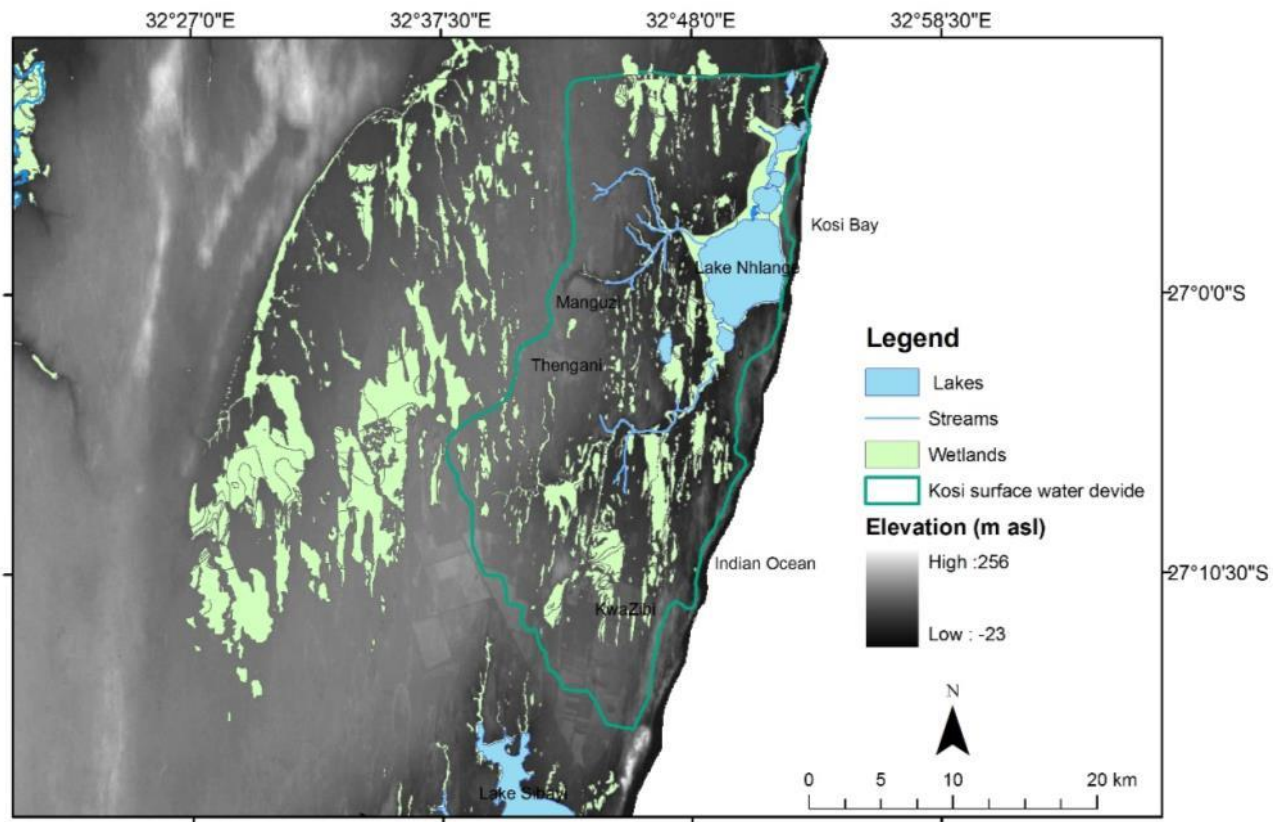 32°27'0"E 32°37'30"E 32°48'0"E 32°58'30"E
Kosi Bay
Lake Nhlange
27°0'0"S
Manguzi
Legend
Thengani
Lakes
Streams
Wetlands
Kosi surface water devide
Elevation (m asl)
Indian Ocean
High :256
27°10'30"S
KwaZibi
Low : -23
N
0 5 10 20 km
Lake Sibayi